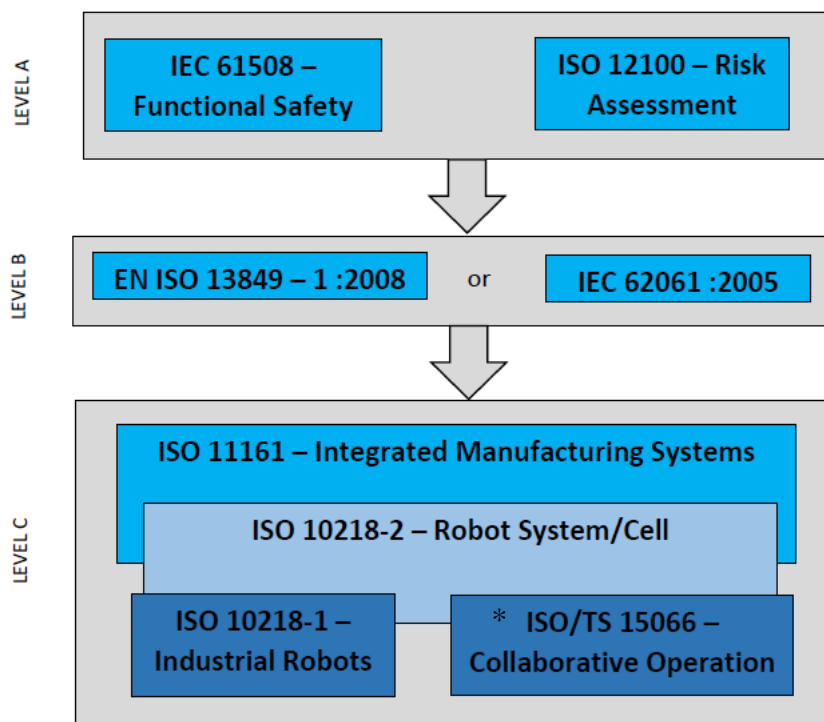 LEVEL A
IEC 61508 –
Functional Safety
ISO 12100 – Risk
Assessment
LEVEL B
EN ISO 13849 – 1 :2008
or
IEC 62061 :2005
LEVEL C
ISO 11161 – Integrated Manufacturing Systems
ISO 10218-2 – Robot System/Cell
ISO 10218-1 –
Industrial Robots
* ISO/TS 15066 –
Collaborative Operation